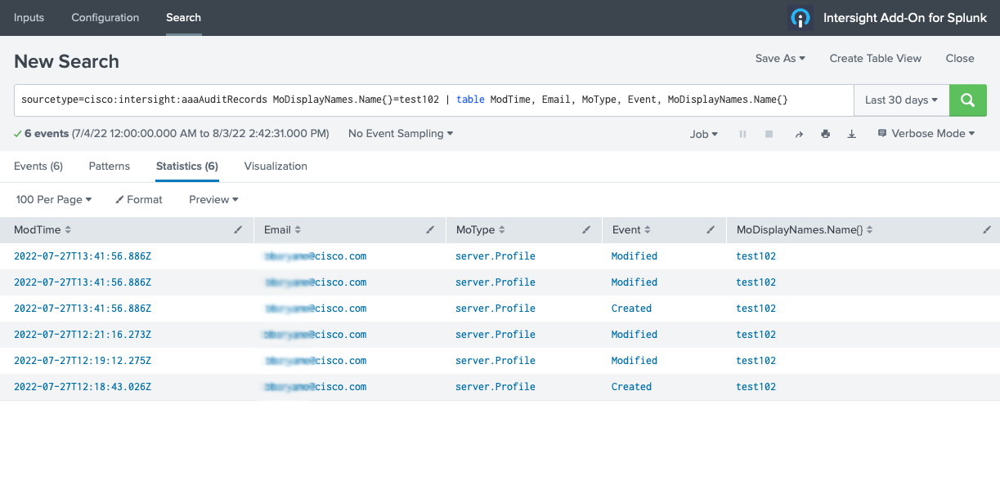 Inputs Configuration Search Intersight Add-On for Splunk
New Search Save As Create Table View Close
sourcetype=cisco:intersight:aaaAuditRecords MoDisplayNames.Name{}=test102 | table ModTime, Email, MoType, Event, MoDisplayNames.Name{} Last 30 days
6 events (7/4/22 12:00:00.000 AM to 8/3/22 2:42:31.000 PM) No Event Sampling Job Verbose Mode
Events (6) Patterns Statistics (6) Visualization
100 Per Page Format Preview
ModTime Email MoType Event MoDisplayNames.Name{}
2022-07-27T13:41:56.886Z @cisco.com server.Profile Modified test102
2022-07-27T13:41:56.886Z @cisco.com server.Profile Modified test102
2022-07-27T13:41:56.886Z @cisco.com server.Profile Created test102
2022-07-27T12:21:16.273Z @cisco.com server.Profile Modified test102
2022-07-27T12:19:12.275Z @cisco.com server.Profile Modified test102
2022-07-27T12:18:43.026Z @cisco.com server.Profile Created test102